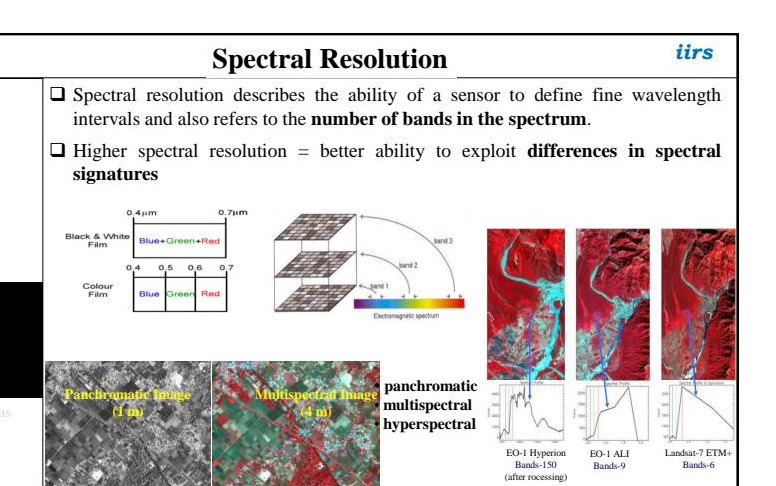 Spectral Resolution
iirs
Spectral resolution describes the ability of a sensor to define fine wavelength
intervals and also refers to the number of bands in the spectrum.
Higher spectral resolution = better ability to exploit differences in spectral
signatures
0.4µm 0.7µm
Black & White
Film
Blue+Green+Red
0.4 0.5 0.6 0.7
Colour
Film
Blue Green Red
band 3
band 2
band 1
Electromagnetic spectrum
Panchromatic Image
(1 m)
Multispectral Image
(4 m)
panchromatic
multispectral
hyperspectral
EO-1 Hyperion
Bands-150
(after rocessing)
EO-1 ALI
Bands-9
Landsat-7 ETM+
Bands-6